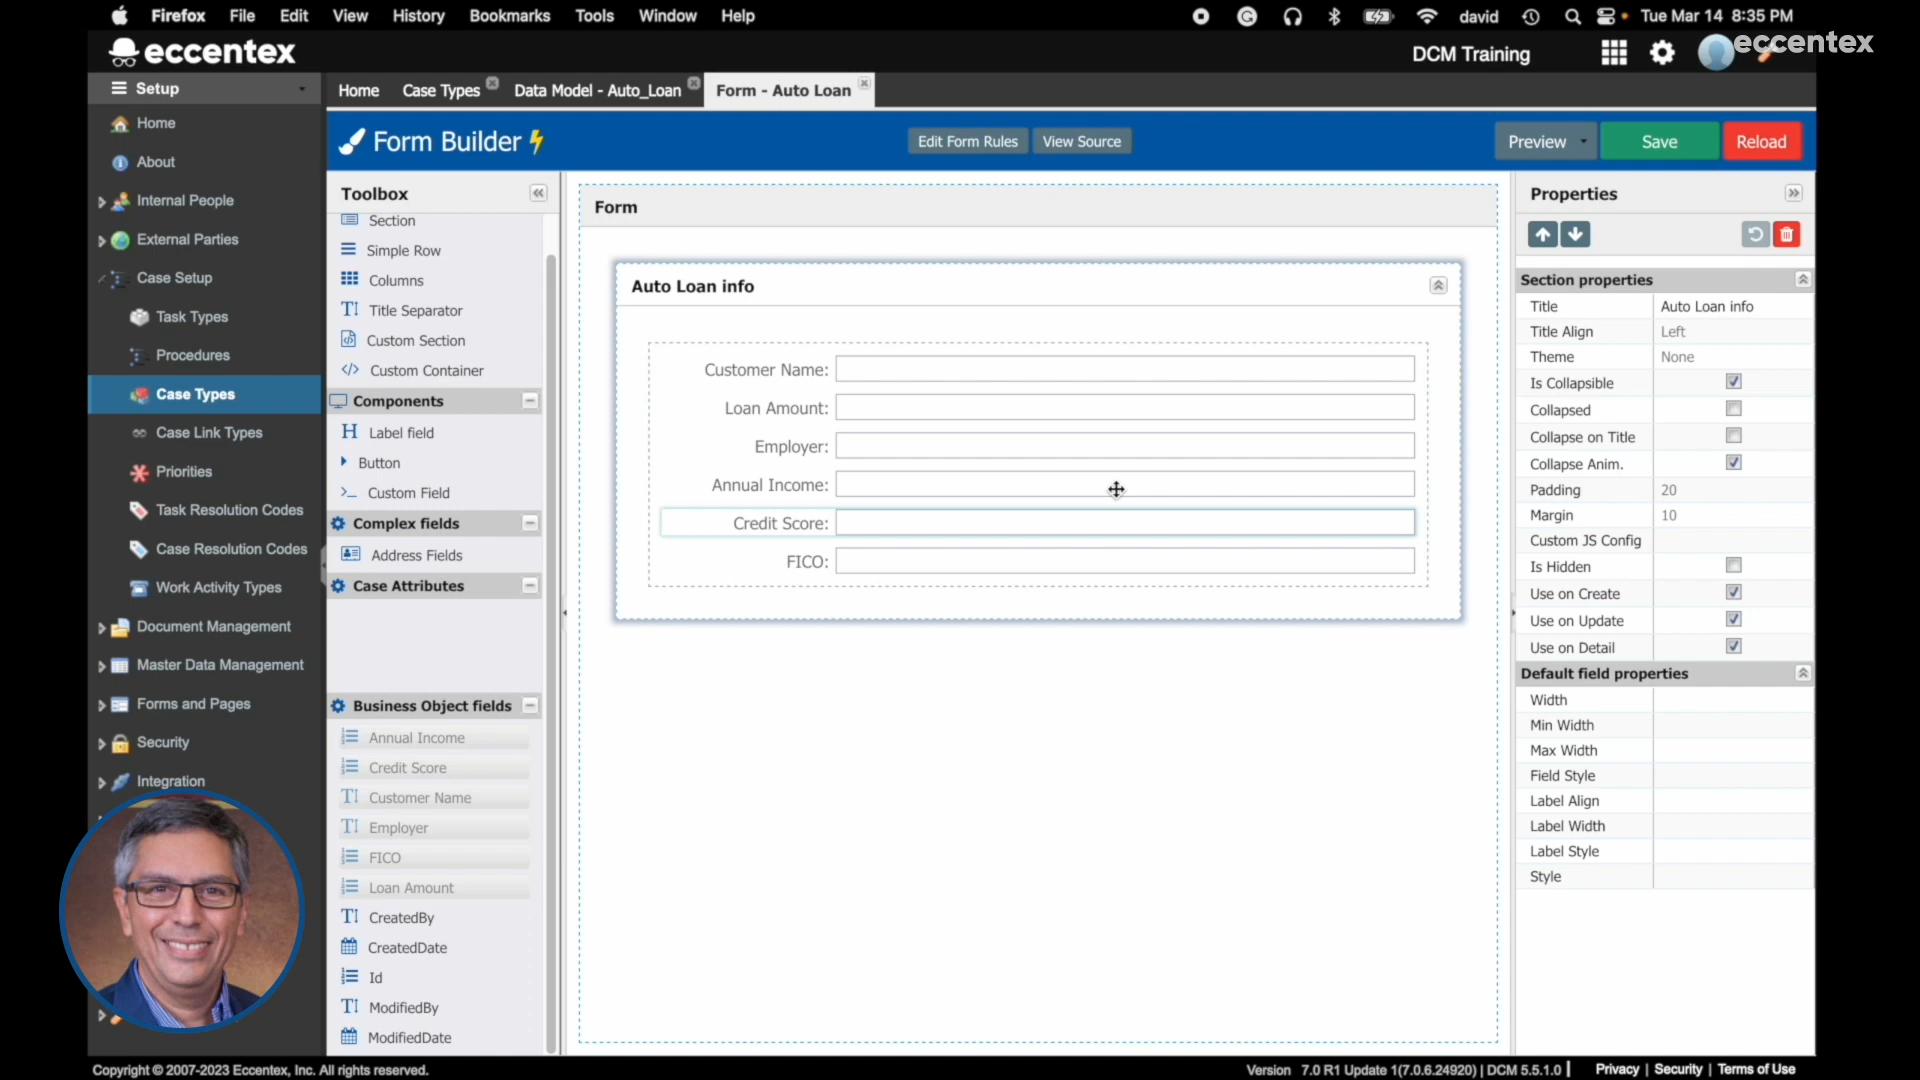 Firefox File Edit View History Bookmarks Tools Window Help david Tue Mar 14 8:35 PM
eccentex DCM Training eccentex
Setup
Home
About
Internal People
External Parties
Case Setup
Task Types
Procedures
Case Types
Case Link Types
Priorities
Task Resolution Codes
Case Resolution Codes
Work Activity Types
Document Management
Master Data Management
Forms and Pages
Security
Integration
Home Case Types Data Model - Auto_Loan Form - Auto Loan
Form Builder Edit Form Rules View Source Preview Save Reload
Toolbox
Section
Simple Row
Columns
Title Separator
Custom Section
Custom Container
Components
Label field
Button
Custom Field
Complex fields
Address Fields
Case Attributes
Business Object fields
Annual Income
Credit Score
Customer Name
Employer
FICO
Loan Amount
CreatedBy
CreatedDate
Id
ModifiedBy
ModifiedDate
Form
Auto Loan info
Customer Name:
Loan Amount:
Employer:
Annual Income:
Credit Score:
FICO:
Properties
Section properties
Title Auto Loan info
Title Align Left
Theme None
Is Collapsible
Collapsed
Collapse on Title
Collapse Anim.
Padding 20
Margin 10
Custom JS Config
Is Hidden
Use on Create
Use on Update
Use on Detail
Default field properties
Width
Min Width
Max Width
Field Style
Label Align
Label Width
Label Style
Style
Copyright © 2007-2023 Eccentex, Inc. All rights reserved. Version 7.0 R1 Update 1(7.0.6.24920) | DCM 5.5.1.0 | Privacy | Security | Terms of Use